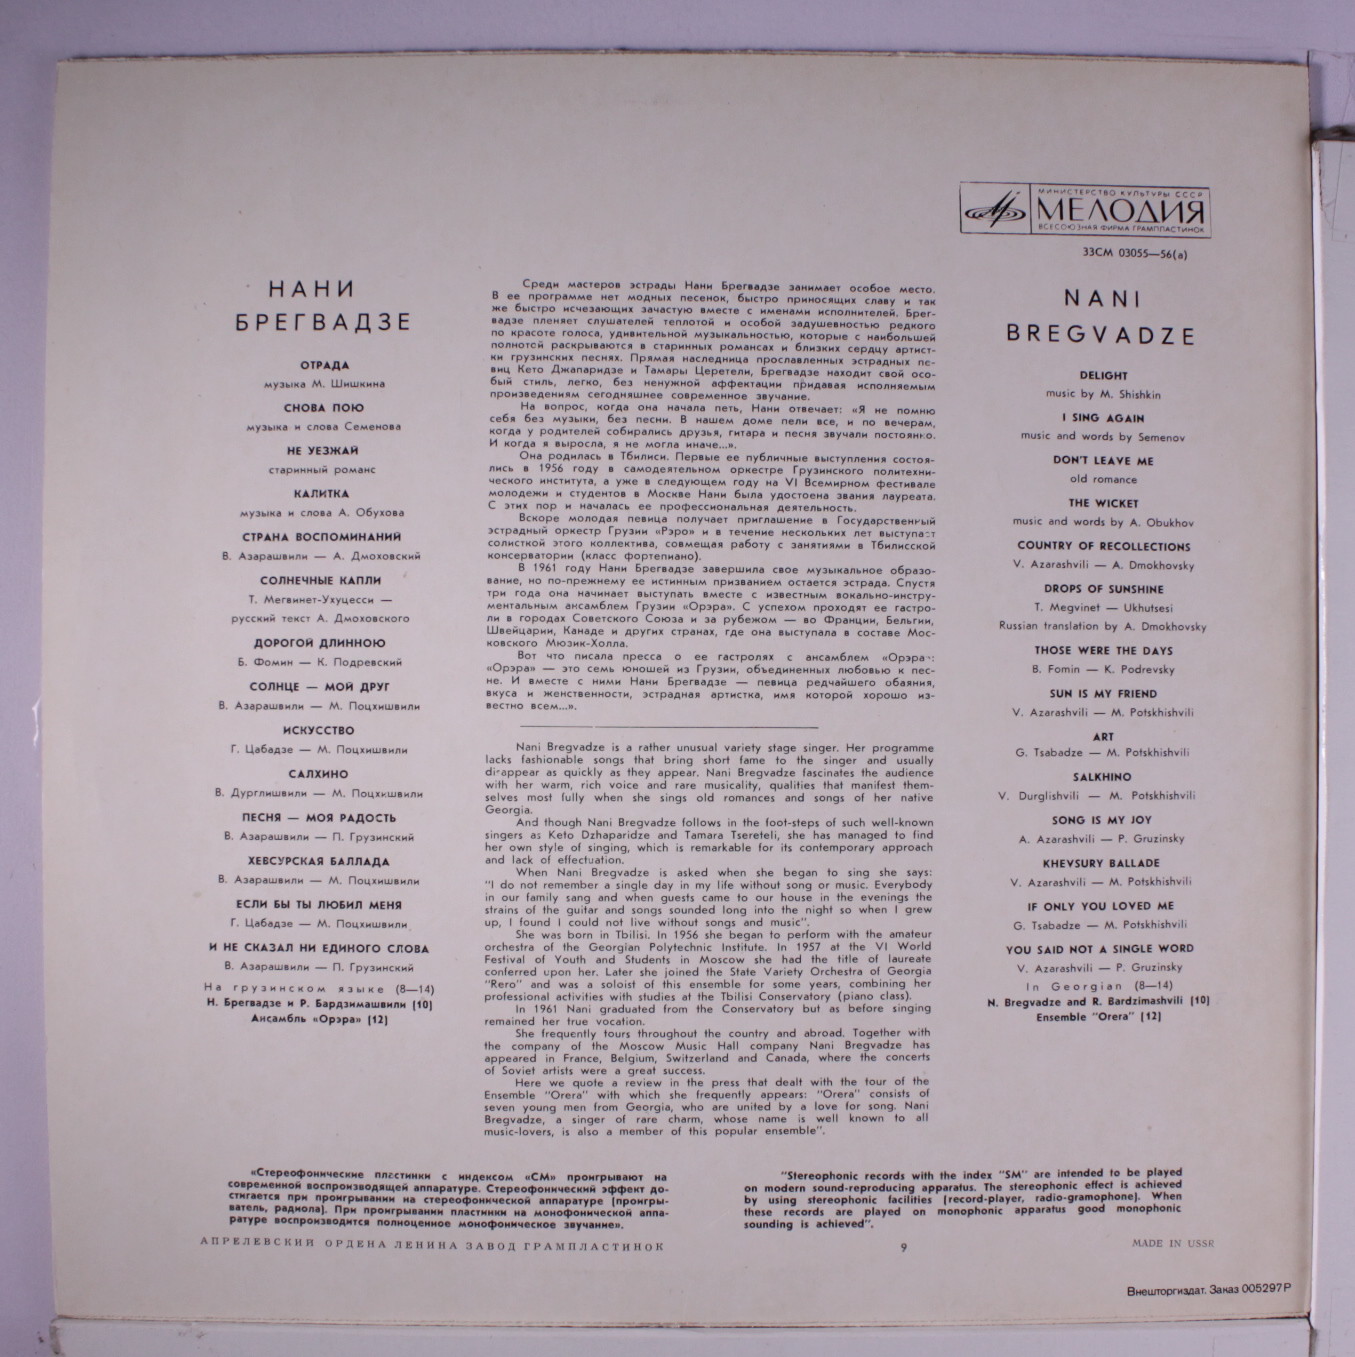 МИНИСТЕРСТВО КУЛЬТУРЫ СССР
МЕЛОДИЯ
ВСЕСОЮЗНАЯ ФИРМА ГРАМПЛАСТИНОК
33СМ 03055—56(а)
НАНИ
БРЕГВАДЗЕ
ОТРАДА
музыка М. Шишкина
СНОВА ПОЮ
музыка и слова Семенова
НЕ УЕЗЖАЙ
старинный романс
КАЛИТКА
музыка и слова А. Обухова
СТРАНА ВОСПОМИНАНИЙ
В. Азарашвили — А. Дмоховский
СОЛНЕЧНЫЕ КАПЛИ
Т. Мегвинет-Ухуцесси —
русский текст А. Дмоховского
ДОРОГОЙ ДЛИННОЮ
Б. Фомин — К. Подревский
СОЛНЦЕ — МОЙ ДРУГ
В. Азарашвили — М. Поцхишвили
ИСКУССТВО
Г. Цабадзе — М. Поцхишвили
САЛХИНО
В. Дурглишвили — М. Поцхишвили
ПЕСНЯ — МОЯ РАДОСТЬ
В. Азарашвили — П. Грузинский
ХЕВСУРСКАЯ БАЛЛАДА
В. Азарашвили — М. Поцхишвили
ЕСЛИ БЫ ТЫ ЛЮБИЛ МЕНЯ
Г. Цабадзе — М. Поцхишвили
И НЕ СКАЗАЛ НИ ЕДИНОГО СЛОВА
В. Азарашвили — П. Грузинский
На грузинском языке (8—14)
Н. Брегвадзе и Р. Бардзимашвили (10)
Ансамбль «Орэра» (12)
Среди мастеров эстрады Нани Брегвадзе занимает особое место.
В ее программе нет модных песенок, быстро приносящих славу и так
же быстро исчезающих зачастую вместе с именами исполнителей. Брег-
вадзе пленяет слушателей теплотой и особой задушевностью редкого
по красоте голоса, удивительной музыкальностью, которые с наибольшей
полнотой раскрываются в старинных романсах и близких сердцу артист-
ки грузинских песнях. Прямая наследница прославленных эстрадных пе-
виц Кето Джапаридзе и Тамары Церетели, Брегвадзе находит свой осо-
бый стиль, легко, без ненужной аффектации придавая исполняемым
произведениям сегодняшнее современное звучание.
На вопрос, когда она начала петь, Нани отвечает: «Я не помню
себя без музыки, без песни. В нашем доме пели все, и по вечерам,
когда у родителей собирались друзья, гитара и песня звучали постоянно.
И когда я выросла, я не могла иначе...».
Она родилась в Тбилиси. Первые ее публичные выступления состоя-
лись в 1956 году в самодеятельном оркестре Грузинского политехни-
ческого института, а уже в следующем году на VI Всемирном фестивале
молодежи и студентов в Москве Нани была удостоена звания лауреата.
С этих пор и началась ее профессиональная деятельность.
Вскоре молодая певица получает приглашение в Государственный
эстрадный оркестр Грузии «Рэро» и в течение нескольких лет выступает
солисткой этого коллектива, совмещая работу с занятиями в Тбилисской
консерватории (класс фортепиано).
В 1961 году Нани Брегвадзе завершила свое музыкальное образо-
вание, но по-прежнему ее истинным призванием остается эстрада. Спустя
три года она начинает выступать вместе с известным вокально-инстру-
ментальным ансамблем Грузии «Орэра». С успехом проходят ее гастро-
ли в городах Советского Союза и за рубежом — во Франции, Бельгии,
Швейцарии, Канаде и других странах, где она выступала в составе Мос-
ковского Мюзик-Холла.
Вот что писала пресса о ее гастролях с ансамблем «Орэра»:
«Орэра» — это семь юношей из Грузии, объединенных любовью к пес-
не. И вместе с ними Нани Брегвадзе — певица редчайшего обаяния,
вкуса и женственности, эстрадная артистка, имя которой хорошо из-
вестно всем...».
Nani Bregvadze is a rather unusual variety stage singer. Her programme
lacks fashionable songs that bring short fame to the singer and usually
disappear as quickly as they appear. Nani Bregvadze fascinates the audience
with her warm, rich voice and rare musicality, qualities that manifest them-
selves most fully when she sings old romances and songs of her native
Georgia.
And though Nani Bregvadze follows in the foot-steps of such well-known
singers as Keto Dzhaparidze and Tamara Tsereteli, she has managed to find
her own style of singing, which is remarkable for its contemporary approach
and lack of effectuation.
When Nani Bregvadze is asked when she began to sing she says:
"I do not remember a single day in my life without song or music. Everybody
in our family sang and when guests came to our house in the evenings the
strains of the guitar and songs sounded long into the night so when I grew
up, I found I could not live without songs and music".
She was born in Tbilisi. In 1956 she began to perform with the amateur
orchestra of the Georgian Polytechnic Institute. In 1957 at the VI World
Festival of Youth and Students in Moscow she had the title of laureate
conferred upon her. Later she joined the State Variety Orchestra of Georgia
"Rero" and was a soloist of this ensemble for some years, combining her
professional activities with studies at the Tbilisi Conservatory (piano class).
In 1961 Nani graduated from the Conservatory but as before singing
remained her true vocation.
She frequently tours throughout the country and abroad. Together with
the company of the Moscow Music Hall company Nani Bregvadze has
appeared in France, Belgium, Switzerland and Canada, where the concerts
of Soviet artists were a great success.
Here we quote a review in the press that dealt with the tour of the
Ensemble "Orera" with which she frequently appears: "Orera" consists of
seven young men from Georgia, who are united by a love for song. Nani
Bregvadze, a singer of rare charm, whose name is well known to all
music-lovers, is also a member of this popular ensemble".
NANI
BREGVADZE
DELIGHT
music by M. Shishkin
I SING AGAIN
music and words by Semenov
DON'T LEAVE ME
old romance
THE WICKET
music and words by A. Obukhov
COUNTRY OF RECOLLECTIONS
V. Azarashvili — A. Dmokhovsky
DROPS OF SUNSHINE
T. Megvinet — Ukhutsesi
Russian translation by A. Dmokhovsky
THOSE WERE THE DAYS
B. Fomin — K. Podrevsky
SUN IS MY FRIEND
V. Azarashvili — M. Potskhishvili
ART
G. Tsabadze — M. Potskhishvili
SALKHINO
V. Durglishvili — M. Potskhishvili
SONG IS MY JOY
A. Azarashvili — P. Gruzinsky
KHEVSURY BALLADE
V. Azarashvili — M. Potskhishvili
IF ONLY YOU LOVED ME
G. Tsabadze — M. Potskhishvili
YOU SAID NOT A SINGLE WORD
V. Azarashvili — P. Gruzinsky
In Georgian (8—14)
N. Bregvadze and R. Bardzimashvili (10)
Ensemble "Orera" (12)
«Стереофонические пластинки с индексом «СМ» проигрывают на
современной воспроизводящей аппаратуре. Стереофонический эффект до-
стигается при проигрывании на стереофонической аппаратуре (проигры-
ватель, радиола). При проигрывании пластинки на монофонической аппа-
ратуре воспроизводится полноценное монофоническое звучание».
"Stereophonic records with the index "SM" are intended to be played
on modern sound-reproducing apparatus. The stereophonic effect is achieved
by using stereophonic facilities (record-player, radio-gramophone). When
these records are played on monophonic apparatus good monophonic
sounding is achieved".
АПРЕЛЕВСКИЙ ОРДЕНА ЛЕНИНА ЗАВОД ГРАМПЛАСТИНОК
9
MADE IN USSR
Внешторгиздат. Заказ 005297Р